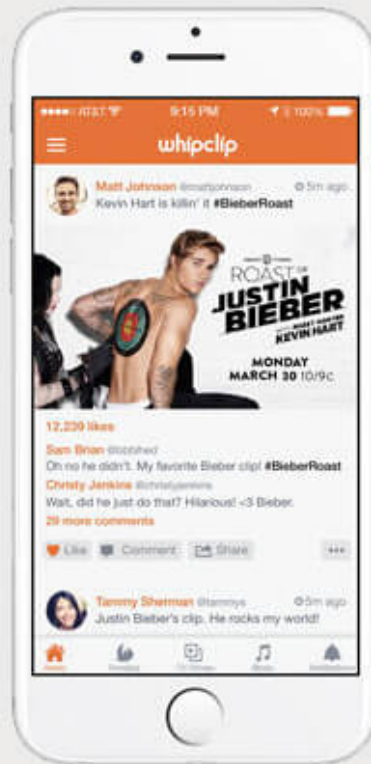 AT&T 9:15 PM 100%
whipclip
Matt Johnson @mattjohnson 5m ago
Kevin Hart is killin' it #BieberRoast
ROAST OF
JUSTIN
BIEBER
KEVIN HART
MONDAY
MARCH 30 10/9c
12,239 likes
Sam Brian
Oh no he didn't. My favorite Bieber clip! #BieberRoast
Christy Jenkins @christyjenkins
Wait, did he just do that? Hilarious! <3 Bieber.
29 more comments
Like Comment Share
Tammy Sherman @tammys 5m ago
Justin Bieber's clip. He rocks my world!